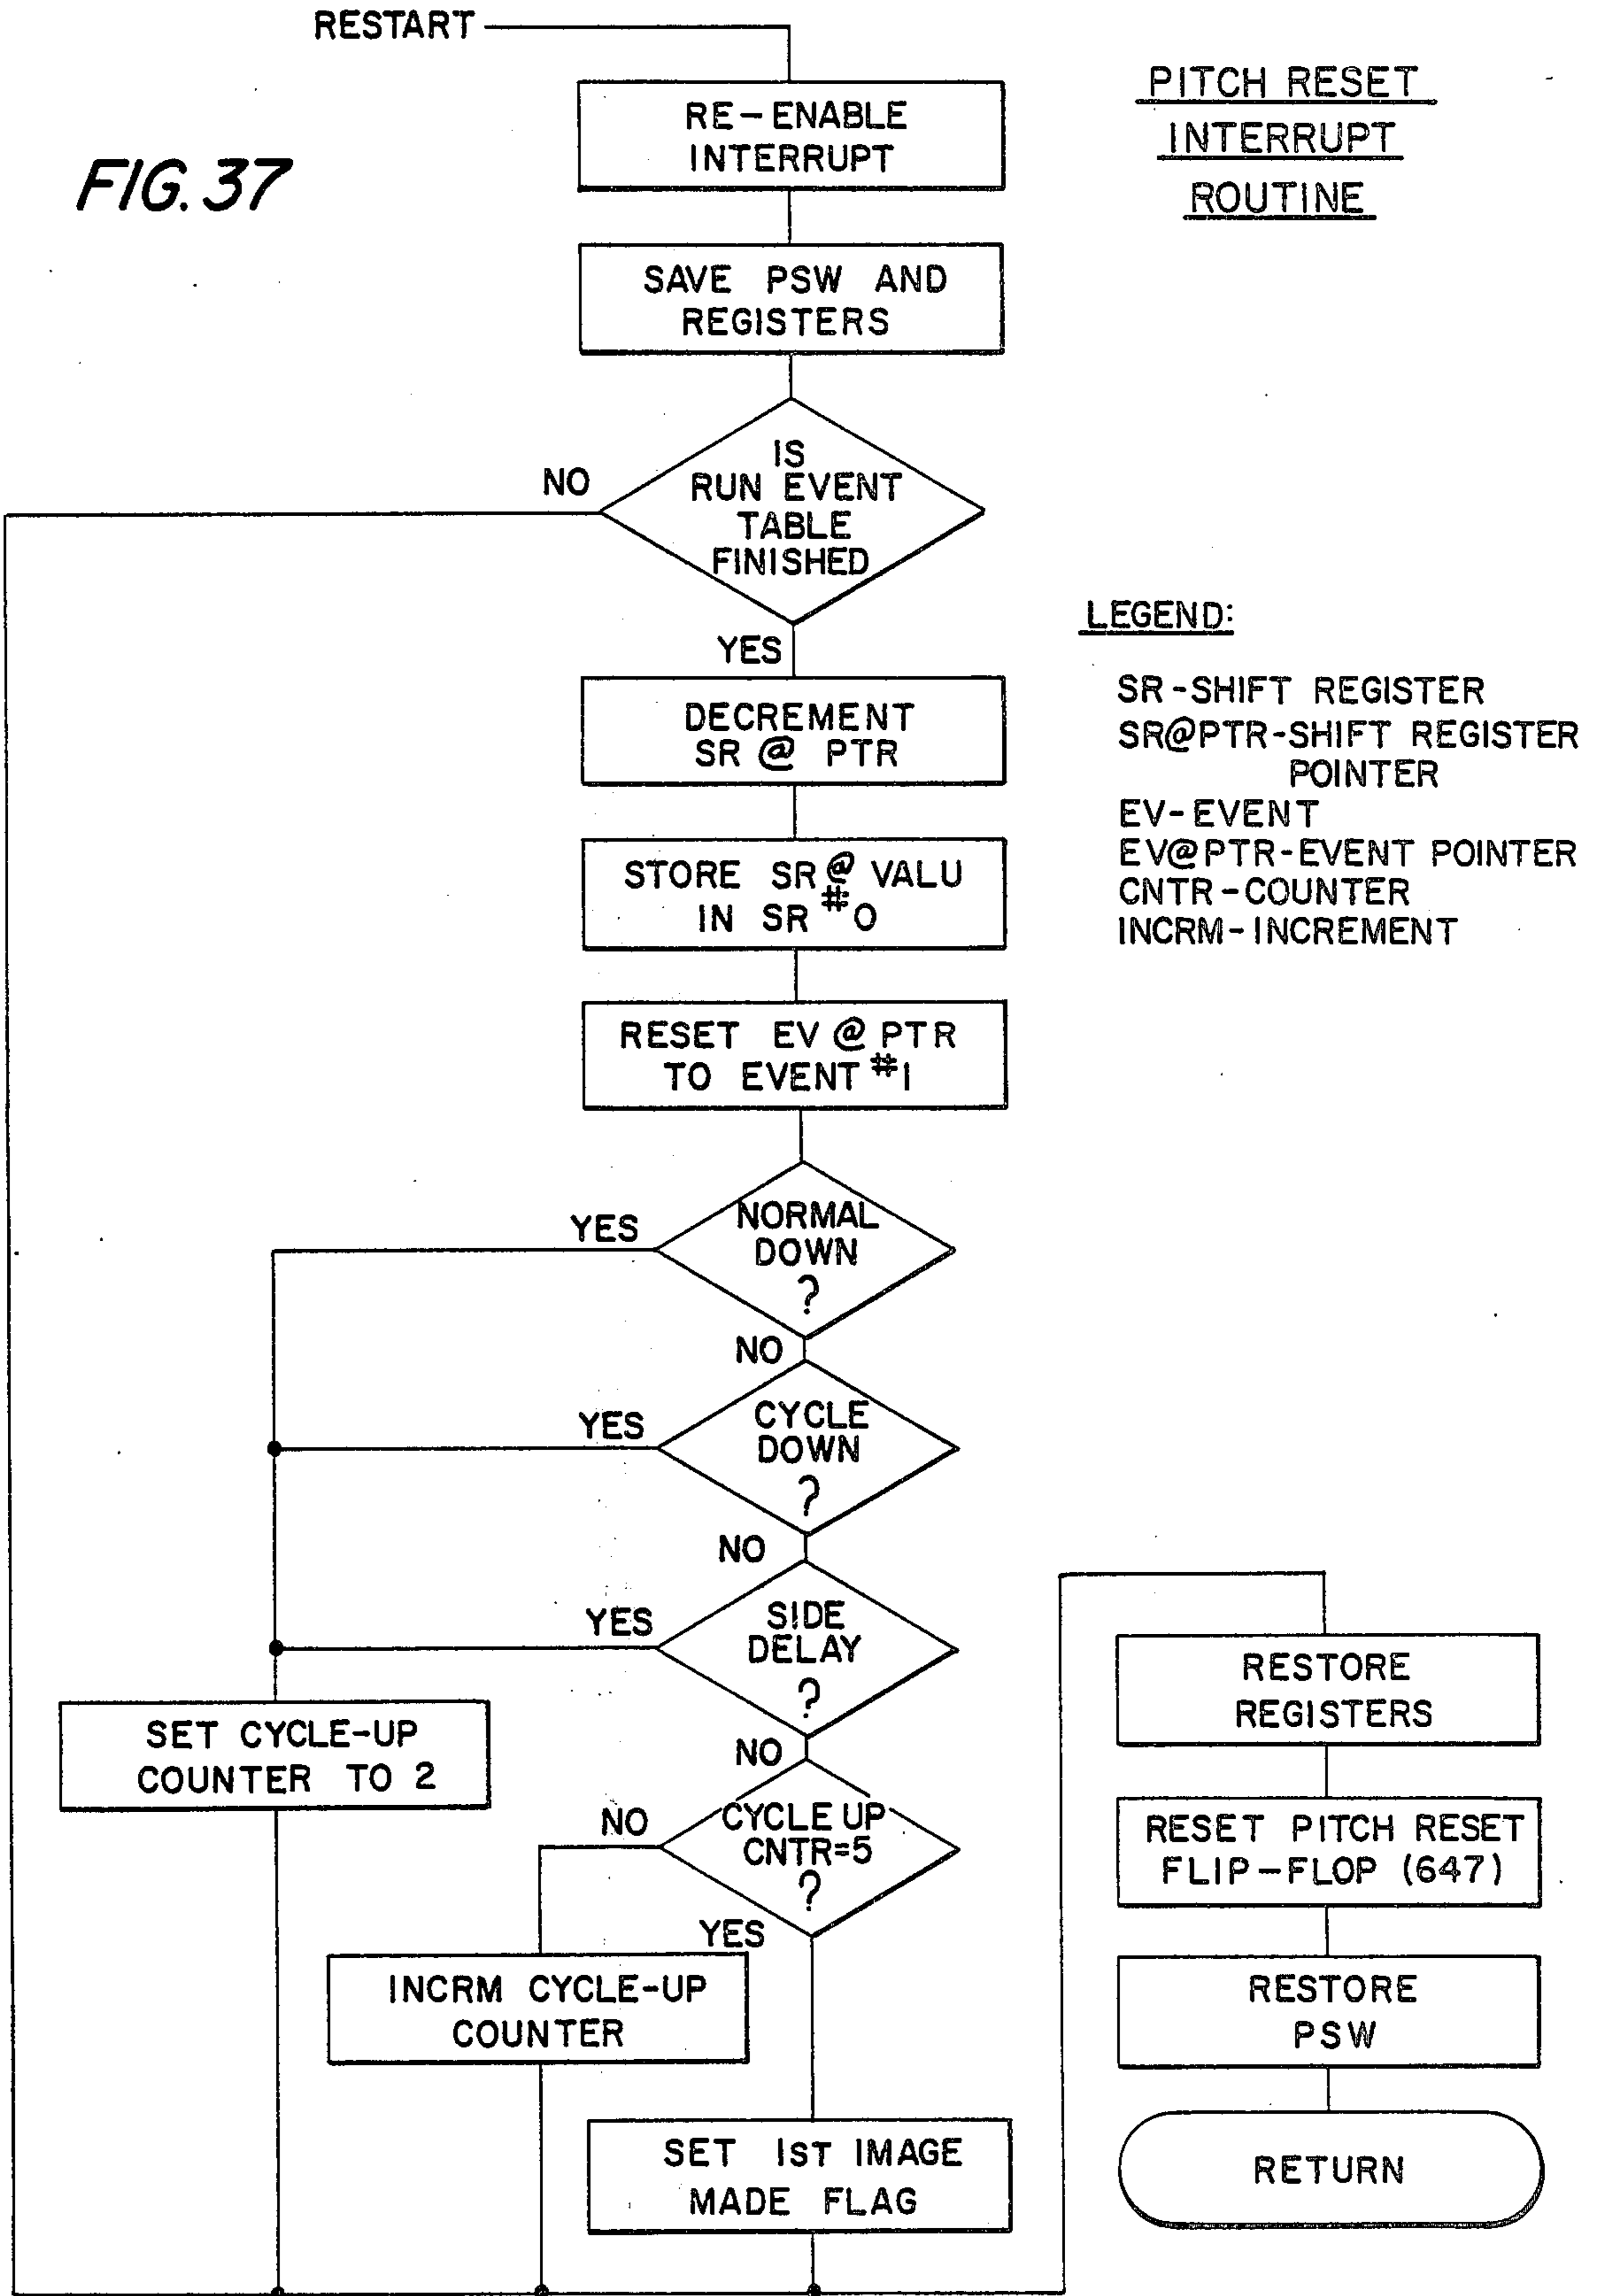 RESTART
PITCH RESET
INTERRUPT
ROUTINE
FIG. 37
RE-ENABLE
INTERRUPT
SAVE PSW AND
REGISTERS
IS
RUN EVENT
TABLE
FINISHED
NO
YES
LEGEND:
SR-SHIFT REGISTER
SR@PTR-SHIFT REGISTER
POINTER
EV-EVENT
EV@PTR-EVENT POINTER
CNTR-COUNTER
INCRM-INCREMENT
DECREMENT
SR @ PTR
STORE SR@ VALU
IN SR #0
RESET EV @ PTR
TO EVENT #1
NORMAL
DOWN
?
YES
NO
CYCLE
DOWN
?
YES
NO
SIDE
DELAY
?
YES
NO
SET CYCLE-UP
COUNTER TO 2
CYCLE UP
CNTR=5
?
NO
YES
INCRM CYCLE-UP
COUNTER
SET 1ST IMAGE
MADE FLAG
RESTORE
REGISTERS
RESET PITCH RESET
FLIP-FLOP (647)
RESTORE
PSW
RETURN